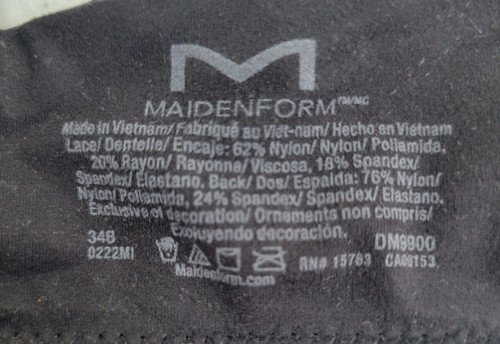 MAIDENFORM™/MC
Made in Vietnam/ Fabriqué au Viet-nam/ Hecho en Vietnam
Lace/ Dentelle/ Encaje: 62% Nylon/ Nylon/ Poliamida,
20% Rayon/ Rayonne/ Viscosa, 18% Spandex/
Spandex/ Elastano. Back/ Dos/ Espalda: 76% Nylon/
Nylon/ Poliamida, 24% Spandex/ Spandex/ Elastano.
Exclusive of decoration/ Ornements non compris/
Excluyendo decoración.
34B DM9900
0222MI RN# 15763 CA08153
Maidenform.com